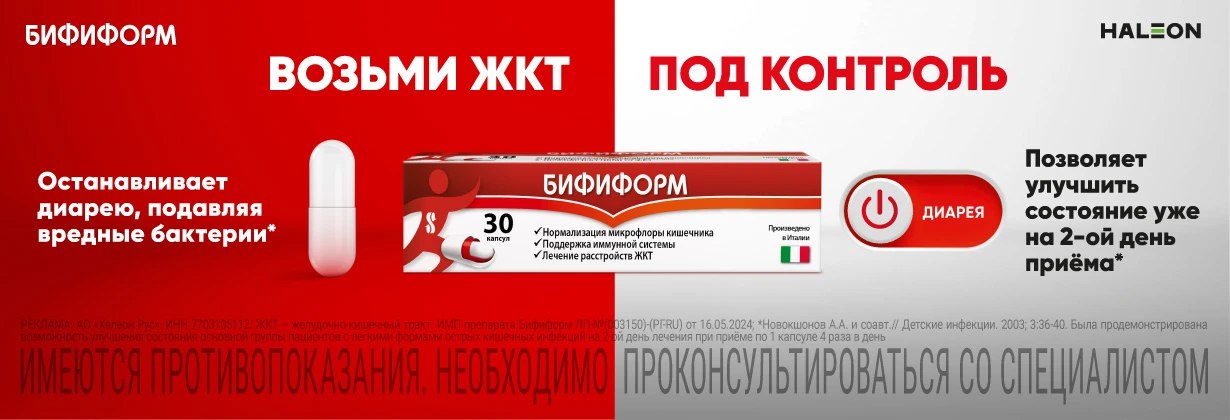 БИФИФОРМ
HALEON
ВОЗЬМИ ЖКТ ПОД КОНТРОЛЬ
Останавливает
диарею, подавляя
вредные бактерии*
БИФИФОРМ
30
капсул
✓Нормализация микрофлоры кишечника
✓Поддержка иммунной системы
✓Лечение расстройств ЖКТ
Произведено
в Италии
ДИАРЕЯ
Позволяет
улучшить
состояние уже
на 2-ой день
приёма*
РЕКЛАМА. АО «Хелеон Рус». ИНН 7703105112. ЖКТ – желудочно-кишечный тракт. ИМП препарата Бифиформ ЛП-№(003150)-(РГ-RU) от 16.05.2024; *Новокшонов А.А. и соавт.// Детские инфекции. 2003; 3:36-40. Была продемонстрирована
возможность улучшения состояния основной группы пациентов с легкими формами острых кишечных инфекций на 2-ой день лечения при приёме по 1 капсуле 4 раза в день
ИМЕЮТСЯ ПРОТИВОПОКАЗАНИЯ. НЕОБХОДИМО ПРОКОНСУЛЬТИРОВАТЬСЯ СО СПЕЦИАЛИСТОМ